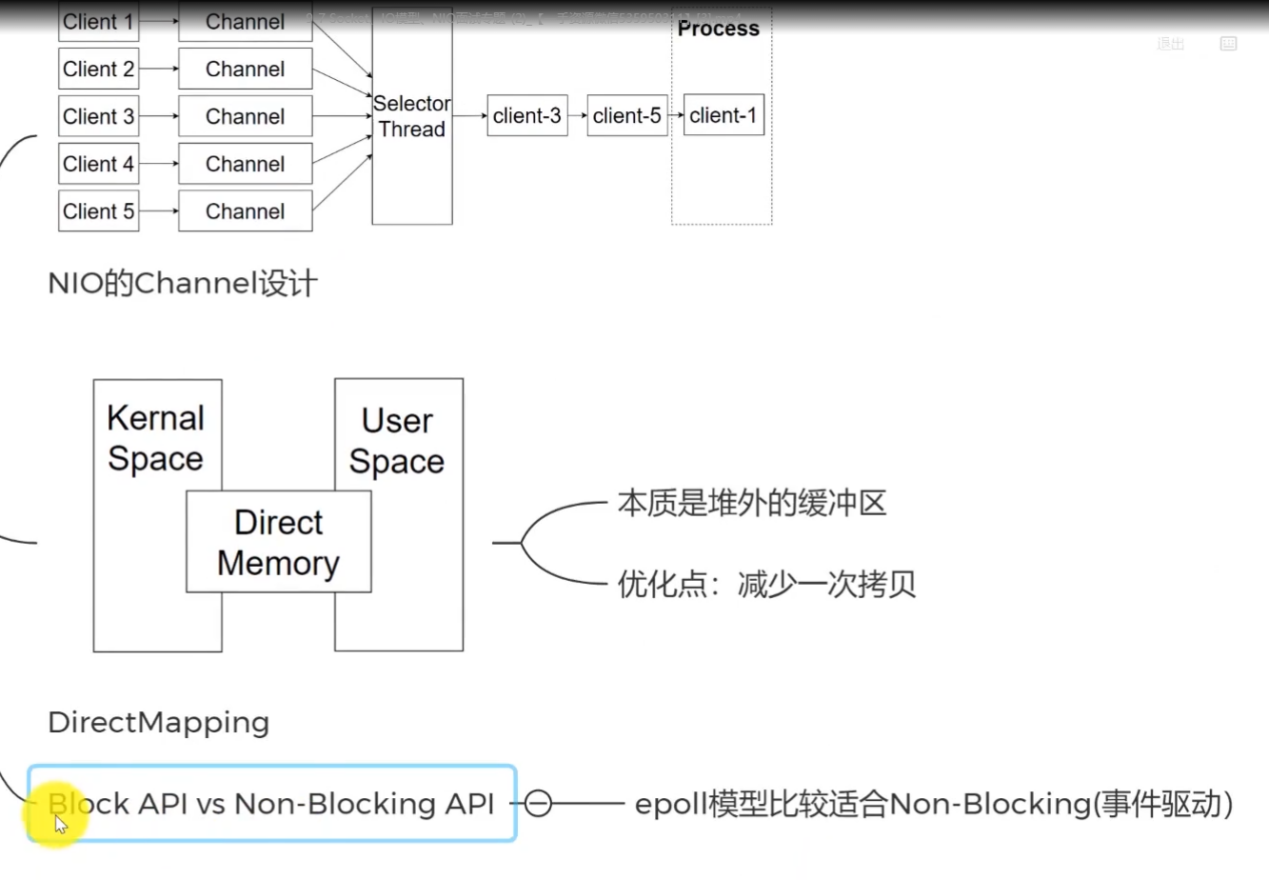 Client 1
Channel
Process
退出
Client 2
Channel
Client 3
Channel
Selector
Thread
client-3
client-5
client-1
Client 4
Channel
Client 5
Channel
NIO的Channel设计
Kernal
Space
User
Space
Direct
Memory
本质是堆外的缓冲区
优化点：减少一次拷贝
DirectMapping
Block API vs Non-Blocking API
epoll模型比较适合Non-Blocking(事件驱动)